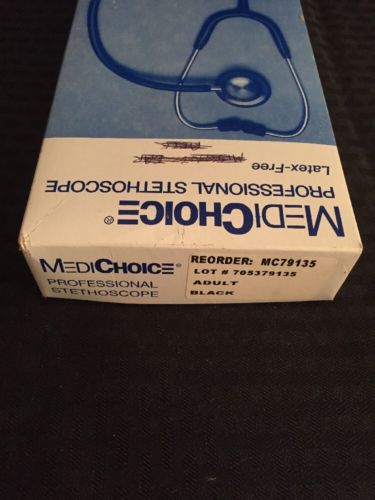 MEDICHOICE®
PROFESSIONAL STETHOSCOPE
Latex-Free
MEDICHOICE®
PROFESSIONAL
STETHOSCOPE
REORDER: MC79135
LOT # 705379135
ADULT
BLACK